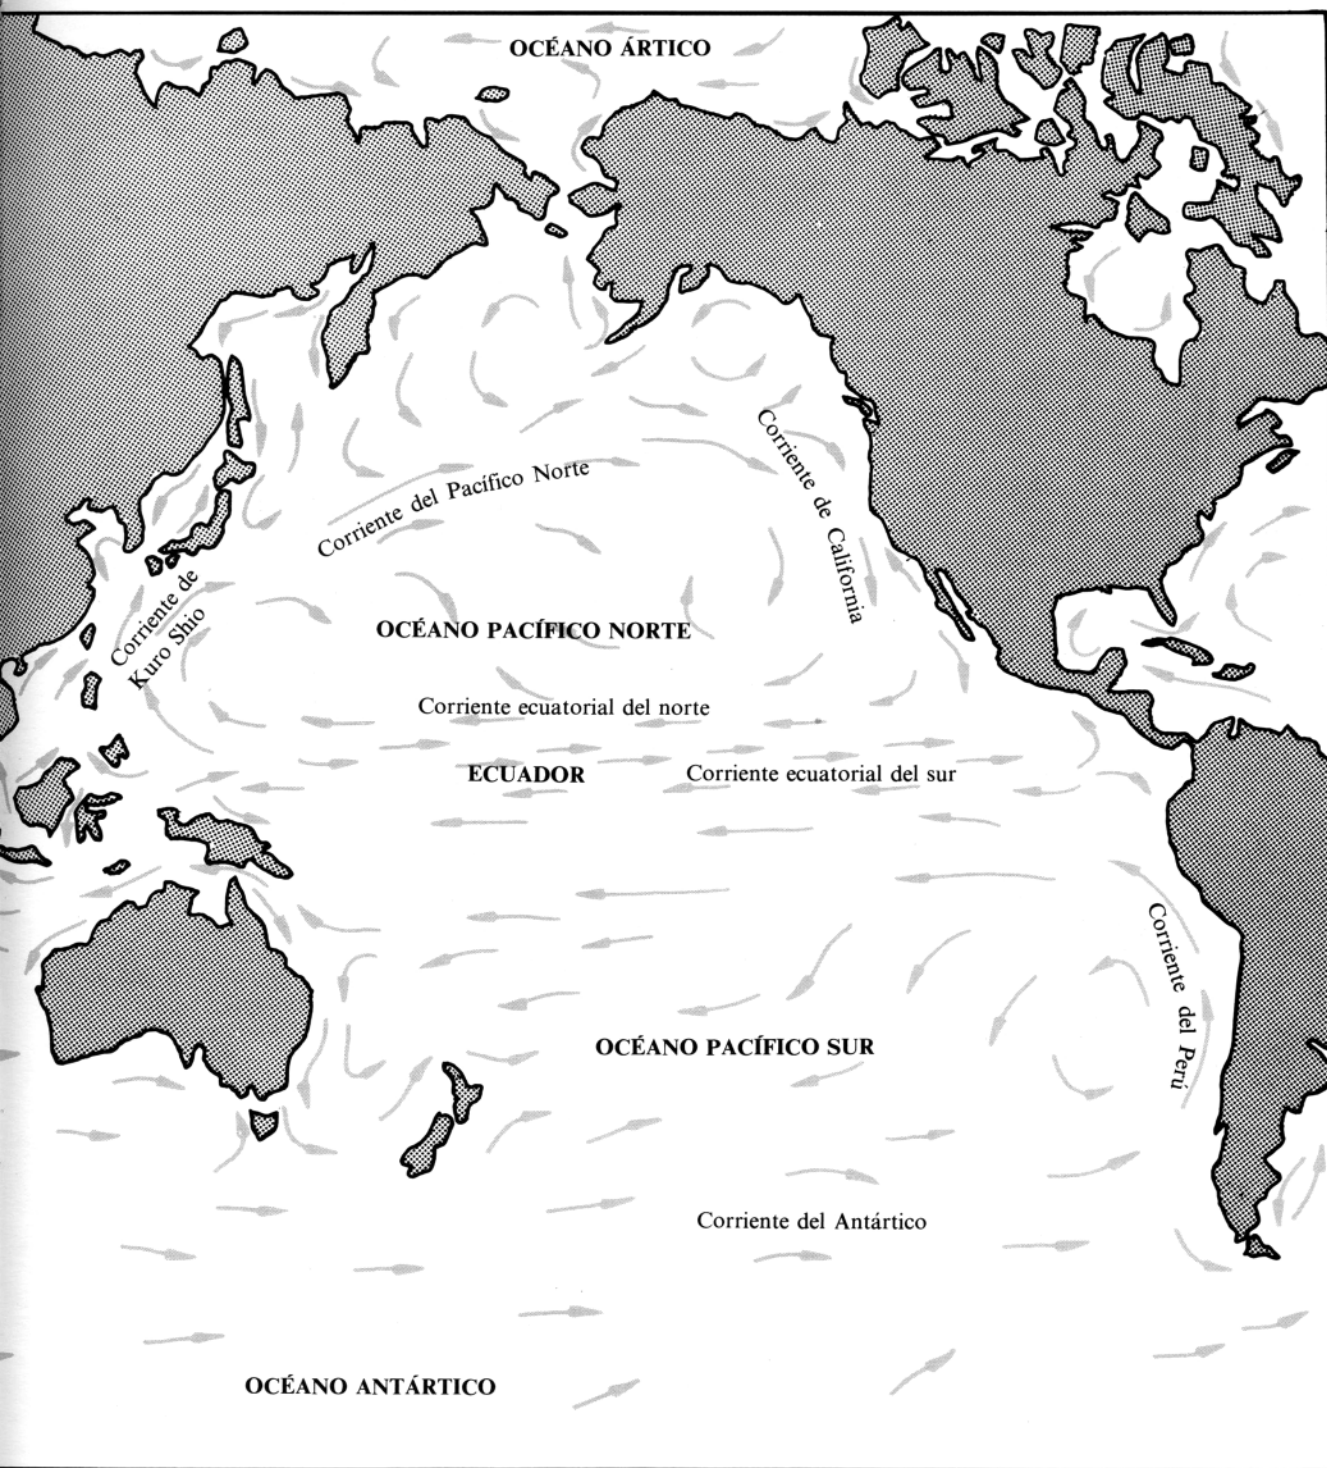 OCÉANO ÁRTICO
Corriente del Pacífico Norte
Corriente de California
Corriente de
Kuro Shio
OCÉANO PACÍFICO NORTE
Corriente ecuatorial del norte
ECUADOR
Corriente ecuatorial del sur
Corriente del Perú
OCÉANO PACÍFICO SUR
Corriente del Antártico
OCÉANO ANTÁRTICO